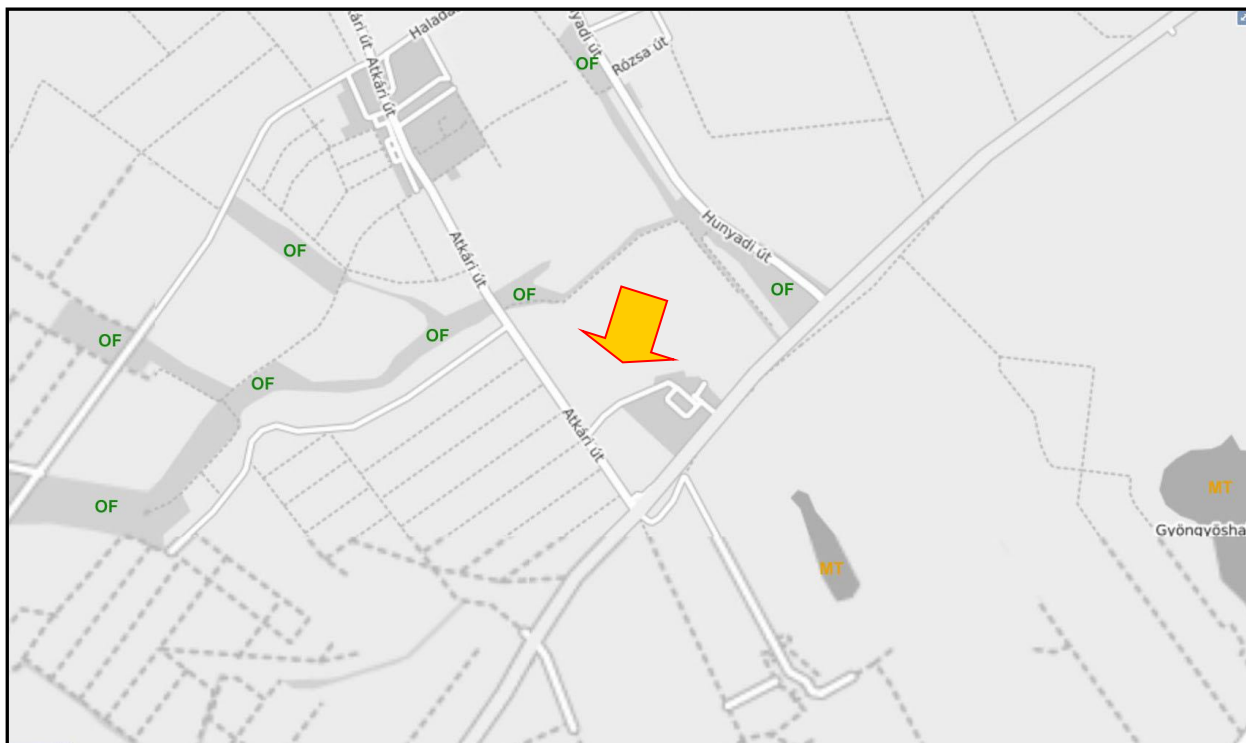 Atkári út
Haladá
Hunyadi út
OF
Rózsa út
Atkári út
Hunyadi út
OF
Atkári út
OF
OF
OF
OF
OF
Atkári út
OF
MT
Gyöngyösha
MT